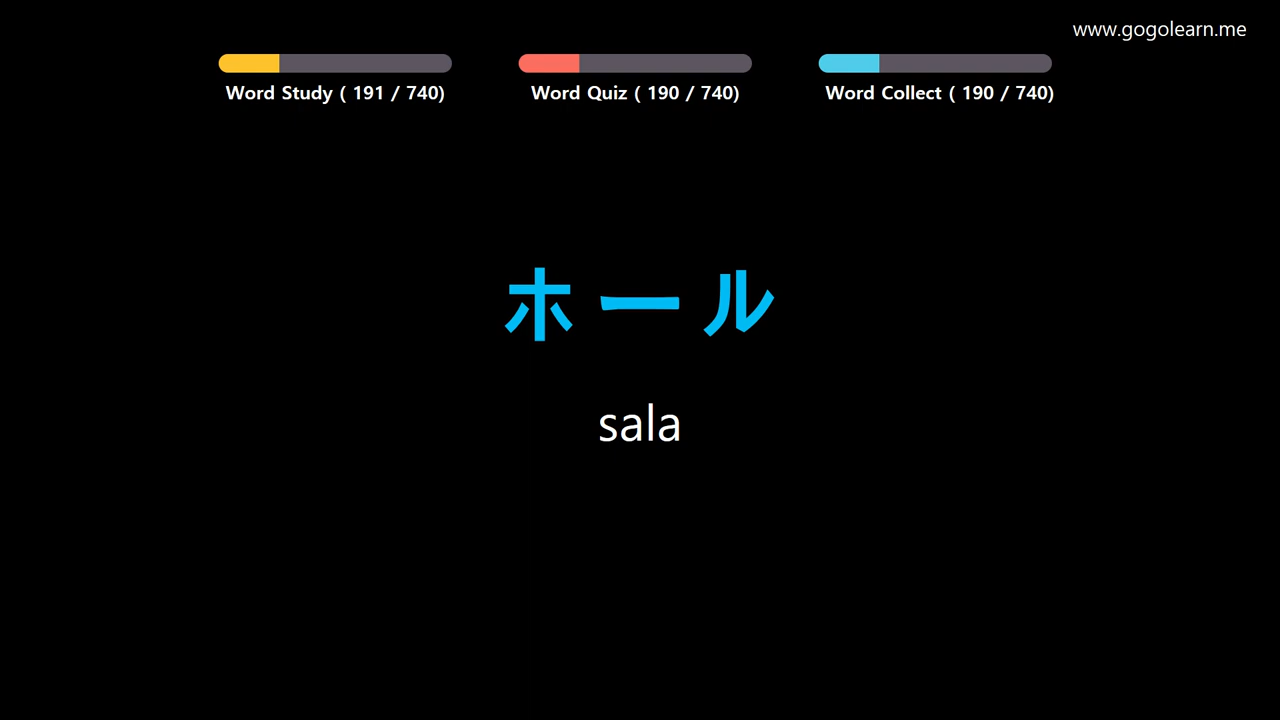 www.gogolearn.me
Word Study ( 191 / 740)
Word Quiz ( 190 / 740)
Word Collect ( 190 / 740)
ホール
sala